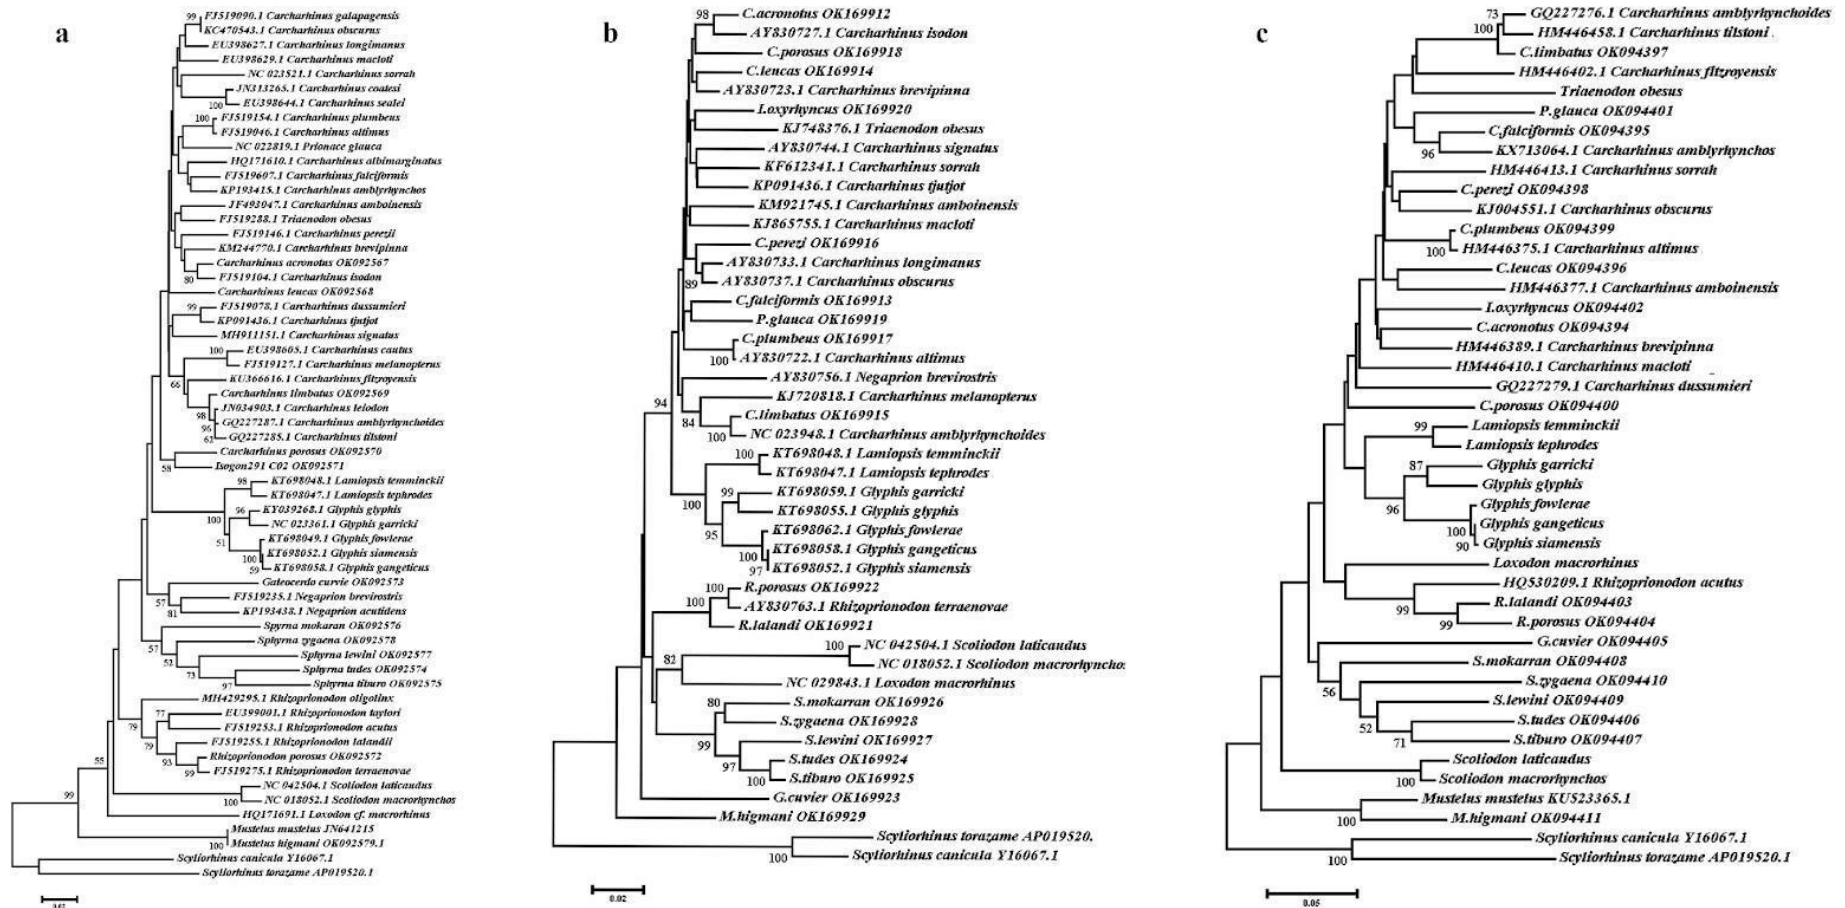 a
99
FJ519090.1 Carcharhinus galapagensis
KC470543.1 Carcharhinus obscurus
EU398627.1 Carcharhinus longimanus
EU398629.1 Carcharhinus macloti
NC 023521.1 Carcharhinus sorrah
JN313265.1 Carcharhinus coatesi
100
EU398644.1 Carcharhinus sealei
100
FJ519154.1 Carcharhinus plumbeus
FJ519046.1 Carcharhinus altimus
NC 022819.1 Prionace glauca
HQ171610.1 Carcharhinus albimarginatus
FJ519607.1 Carcharhinus falciformis
KP193415.1 Carcharhinus amblyrhynchos
JF493047.1 Carcharhinus amboinensis
FJ519288.1 Triaenodon obesus
FJ519146.1 Carcharhinus perezii
KM244770.1 Carcharhinus brevipinna
Carcharhinus acronotus OK092567
80
FJ519104.1 Carcharhinus isodon
Carcharhinus leucas OK092568
99
FJ519078.1 Carcharhinus dussumieri
KP091436.1 Carcharhinus tjutjot
MH911151.1 Carcharhinus signatus
100
EU398605.1 Carcharhinus cautus
FJ519127.1 Carcharhinus melanopterus
66
KU366616.1 Carcharhinus fitzroyensis
Carcharhinus limbatus OK092569
98
JN034903.1 Carcharhinus leiodon
96
GQ227287.1 Carcharhinus amblyrhynchoides
62
GQ227285.1 Carcharhinus tilstoni
Carcharhinus porosus OK092570
58
Isogon291 C02 OK092571
98
KT698048.1 Lamiopsis temminckii
KT698047.1 Lamiopsis tephrodes
96
KY039268.1 Glyphis glyphis
100
NC 023361.1 Glyphis garricki
51
KT698049.1 Glyphis fowlerae
100
KT698052.1 Glyphis siamensis
59
KT698058.1 Glyphis gangeticus
Gateocerdo curvie OK092573
57
FJ519235.1 Negaprion brevirostris
81
KP193438.1 Negaprion acutidens
Spyrna mokaran OK092576
57
Sphyrna zygaena OK092578
52
Sphyrna lewini OK092577
73
Sphyrna tudes OK092574
97
Sphyrna tiburo OK092575
MH429295.1 Rhizoprionodon oligolinx
77
EU399001.1 Rhizoprionodon taylori
79
FJ519253.1 Rhizoprionodon acutus
79
FJ519255.1 Rhizoprionodon lalandii
93
Rhizoprionodon porosus OK092572
99
FJ519275.1 Rhizoprionodon terraenovae
55
NC 042504.1 Scoliodon laticaudus
100
NC 018052.1 Scoliodon macrorhynchos
99
HQ171691.1 Loxodon cf. macrorhinus
Mustelus mustelus JN641215
100
Mustelus higmani OK092579.1
Scyliorhinus canicula Y16067.1
Scyliorhinus torazame AP019520.1
b
98
C.acronotus OK169912
AY830727.1 Carcharhinus isodon
C.porosus OK169918
C.leucas OK169914
AY830723.1 Carcharhinus brevipinna
I.oxyrhyncus OK169920
KJ748376.1 Triaenodon obesus
AY830744.1 Carcharhinus signatus
KF612341.1 Carcharhinus sorrah
KP091436.1 Carcharhinus tjutjot
KM921745.1 Carcharhinus amboinensis
KJ865755.1 Carcharhinus macloti
C.perezi OK169916
AY830733.1 Carcharhinus longimanus
89
AY830737.1 Carcharhinus obscurus
C.falciformis OK169913
P.glauca OK169919
C.plumbeus OK169917
100
AY830722.1 Carcharhinus altimus
AY830756.1 Negaprion brevirostris
94
KJ720818.1 Carcharhinus melanopterus
84
C.limbatus OK169915
100
NC 023948.1 Carcharhinus amblyrhynchoides
100
KT698048.1 Lamiopsis temminckii
KT698047.1 Lamiopsis tephrodes
99
KT698059.1 Glyphis garricki
100
KT698055.1 Glyphis glyphis
95
KT698062.1 Glyphis fowlerae
100
KT698058.1 Glyphis gangeticus
97
KT698052.1 Glyphis siamensis
100
R.porosus OK169922
100
AY830763.1 Rhizoprionodon terraenovae
R.lalandi OK169921
100
NC 042504.1 Scoliodon laticaudus
82
NC 018052.1 Scoliodon macrorhyncho
NC 029843.1 Loxodon macrorhinus
80
S.mokarran OK169926
S.zygaena OK169928
99
S.lewini OK169927
97
S.tudes OK169924
100
S.tiburo OK169925
G.cuvier OK169923
M.higmani OK169929
Scyliorhinus torazame AP019520.
100
Scyliorhinus canicula Y16067.1
0.02
c
73
GQ227276.1 Carcharhinus amblyrhynchoides
100
HM446458.1 Carcharhinus tilstoni
C.limbatus OK094397
HM446402.1 Carcharhinus fitzroyensis
Triaenodon obesus
P.glauca OK094401
C.falciformis OK094395
96
KX713064.1 Carcharhinus amblyrhynchos
HM446413.1 Carcharhinus sorrah
C.perezi OK094398
KJ004551.1 Carcharhinus obscurus
C.plumbeus OK094399
100
HM446375.1 Carcharhinus altimus
C.leucas OK094396
HM446377.1 Carcharhinus amboinensis
I.oxyrhyncus OK094402
C.acronotus OK094394
HM446389.1 Carcharhinus brevipinna
HM446410.1 Carcharhinus macloti
GQ227279.1 Carcharhinus dussumieri
C.porosus OK094400
99
Lamiopsis temminckii
Lamiopsis tephrodes
87
Glyphis garricki
Glyphis glyphis
96
Glyphis fowlerae
100
Glyphis gangeticus
90
Glyphis siamensis
Loxodon macrorhinus
HQ530209.1 Rhizoprionodon acutus
99
R.lalandi OK094403
99
R.porosus OK094404
G.cuvier OK094405
S.mokarran OK094408
56
S.zygaena OK094410
S.lewini OK094409
52
S.tudes OK094406
71
S.tiburo OK094407
Scoliodon laticaudus
100
Scoliodon macrorhynchos
Mustelus mustelus KU523365.1
100
M.higmani OK094411
Scyliorhinus canicula Y16067.1
100
Scyliorhinus torazame AP019520.1
0.05